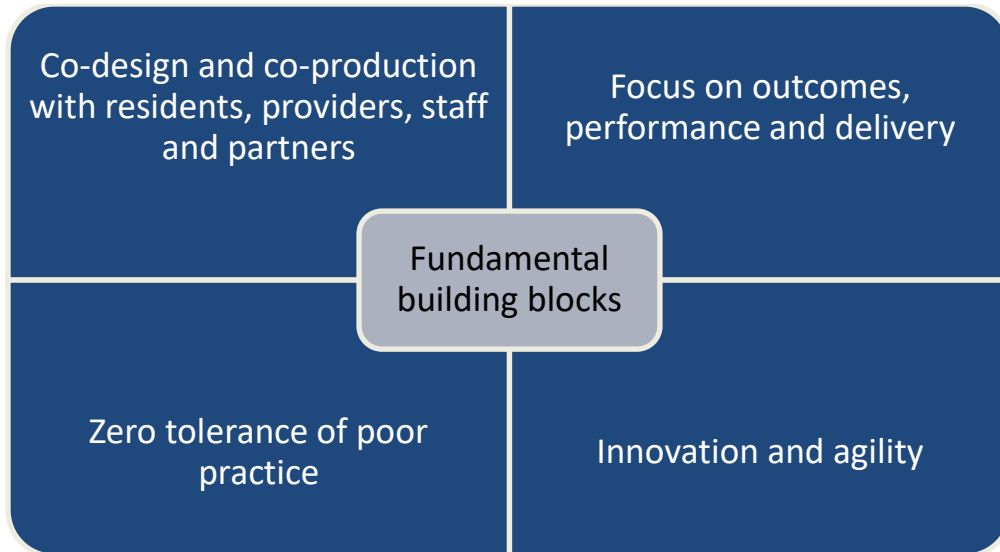 Co-design and co-production
with residents, providers, staff
and partners
Focus on outcomes,
performance and delivery
Fundamental
building blocks
Zero tolerance of poor
practice
Innovation and agility